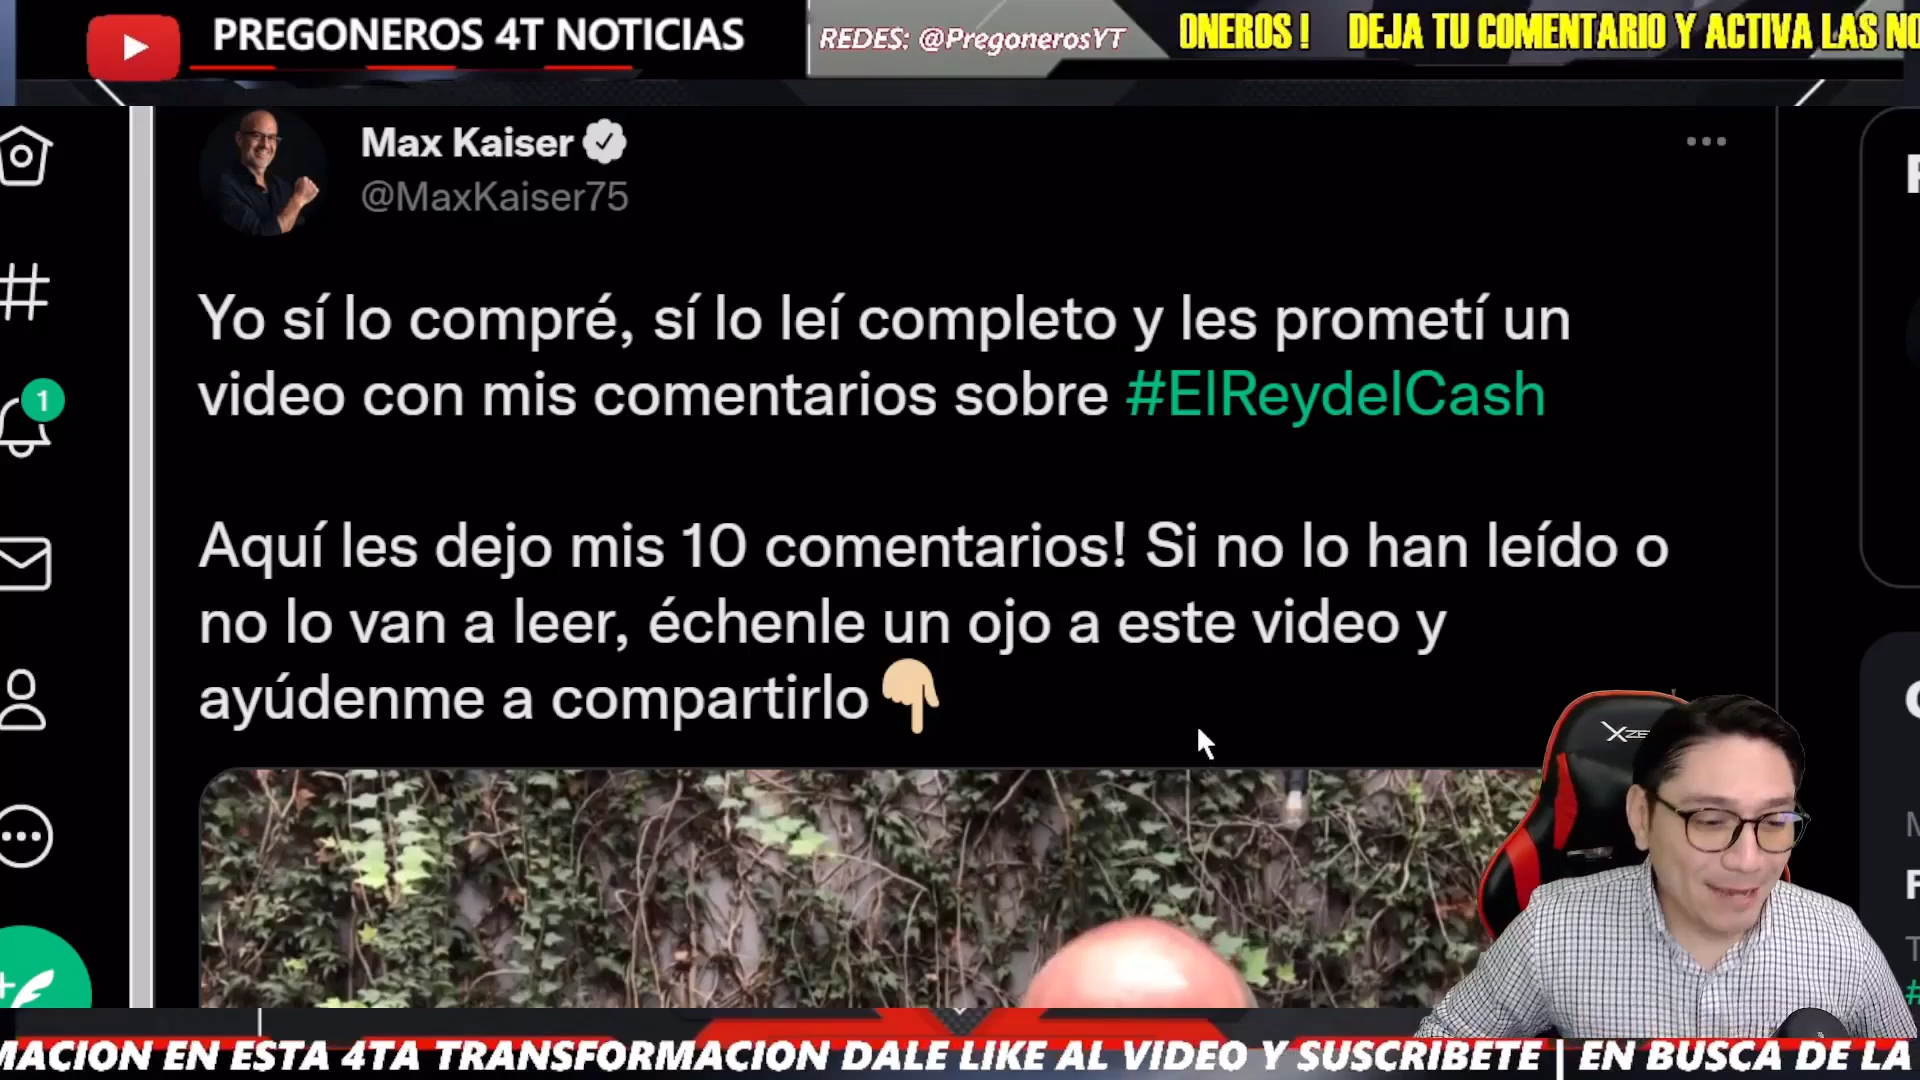 PREGONEROS 4T NOTICIAS
REDES: @PregonerosYT
ONEROS ! DEJA TU COMENTARIO Y ACTIVA LAS NO
Max Kaiser
@MaxKaiser75
Yo sí lo compré, sí lo leí completo y les prometí un
video con mis comentarios sobre #ElReydelCash
Aquí les dejo mis 10 comentarios! Si no lo han leído o
no lo van a leer, échenle un ojo a este video y
ayúdenme a compartirlo👇
1
MACION EN ESTA 4TA TRANSFORMACION DALE LIKE AL VIDEO Y SUSCRIBETE | EN BUSCA DE LA